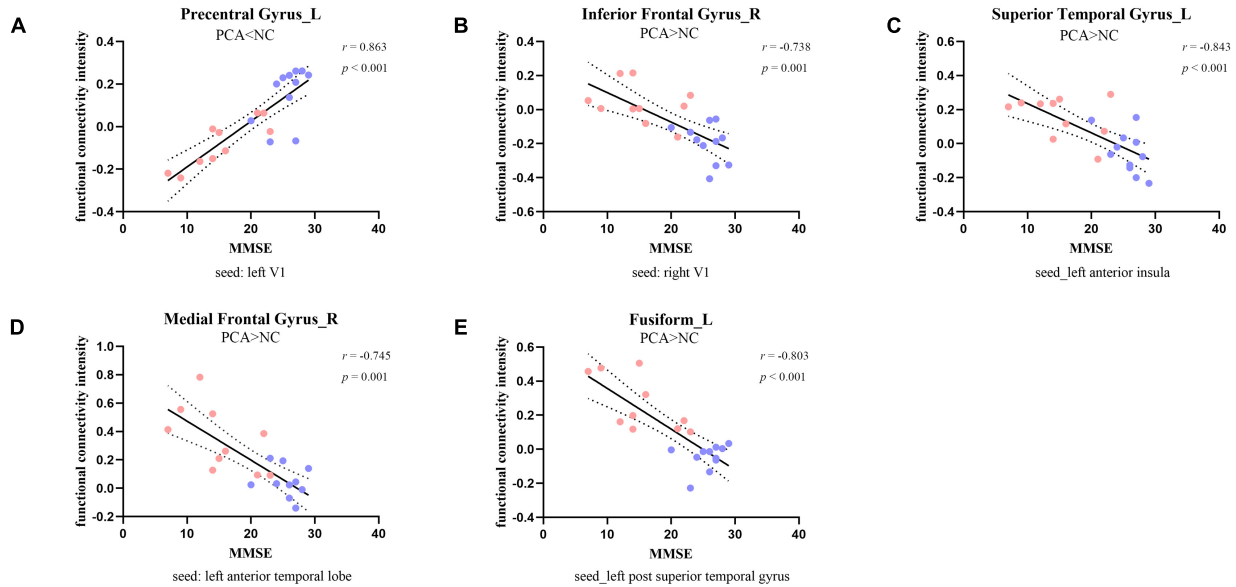 A
Precentral Gyrus_L
PCA<NC
r = 0.863
p < 0.001
functional connectivity intensity
0.4
0.2
0.0
-0.2
-0.4
0 10 20 30 40
MMSE
seed: left V1
B
Inferior Frontal Gyrus_R
PCA>NC
r = -0.738
p = 0.001
functional connectivity intensity
0.4
0.2
0.0
-0.2
-0.4
-0.6
0 10 20 30 40
MMSE
seed: right V1
C
Superior Temporal Gyrus_L
PCA>NC
r = -0.843
p < 0.001
functional connectivity intensity
0.6
0.4
0.2
0.0
-0.2
-0.4
0 10 20 30 40
MMSE
seed_left anterior insula
D
Medial Frontal Gyrus_R
PCA>NC
r = -0.745
p = 0.001
functional connectivity intensity
1.0
0.8
0.6
0.4
0.2
0.0
-0.2
0 10 20 30 40
MMSE
seed: left anterior temporal lobe
E
Fusiform_L
PCA>NC
r = -0.803
p < 0.001
functional connectivity intensity
0.6
0.4
0.2
0.0
-0.2
-0.4
0 10 20 30 40
MMSE
seed_left post superior temporal gyrus